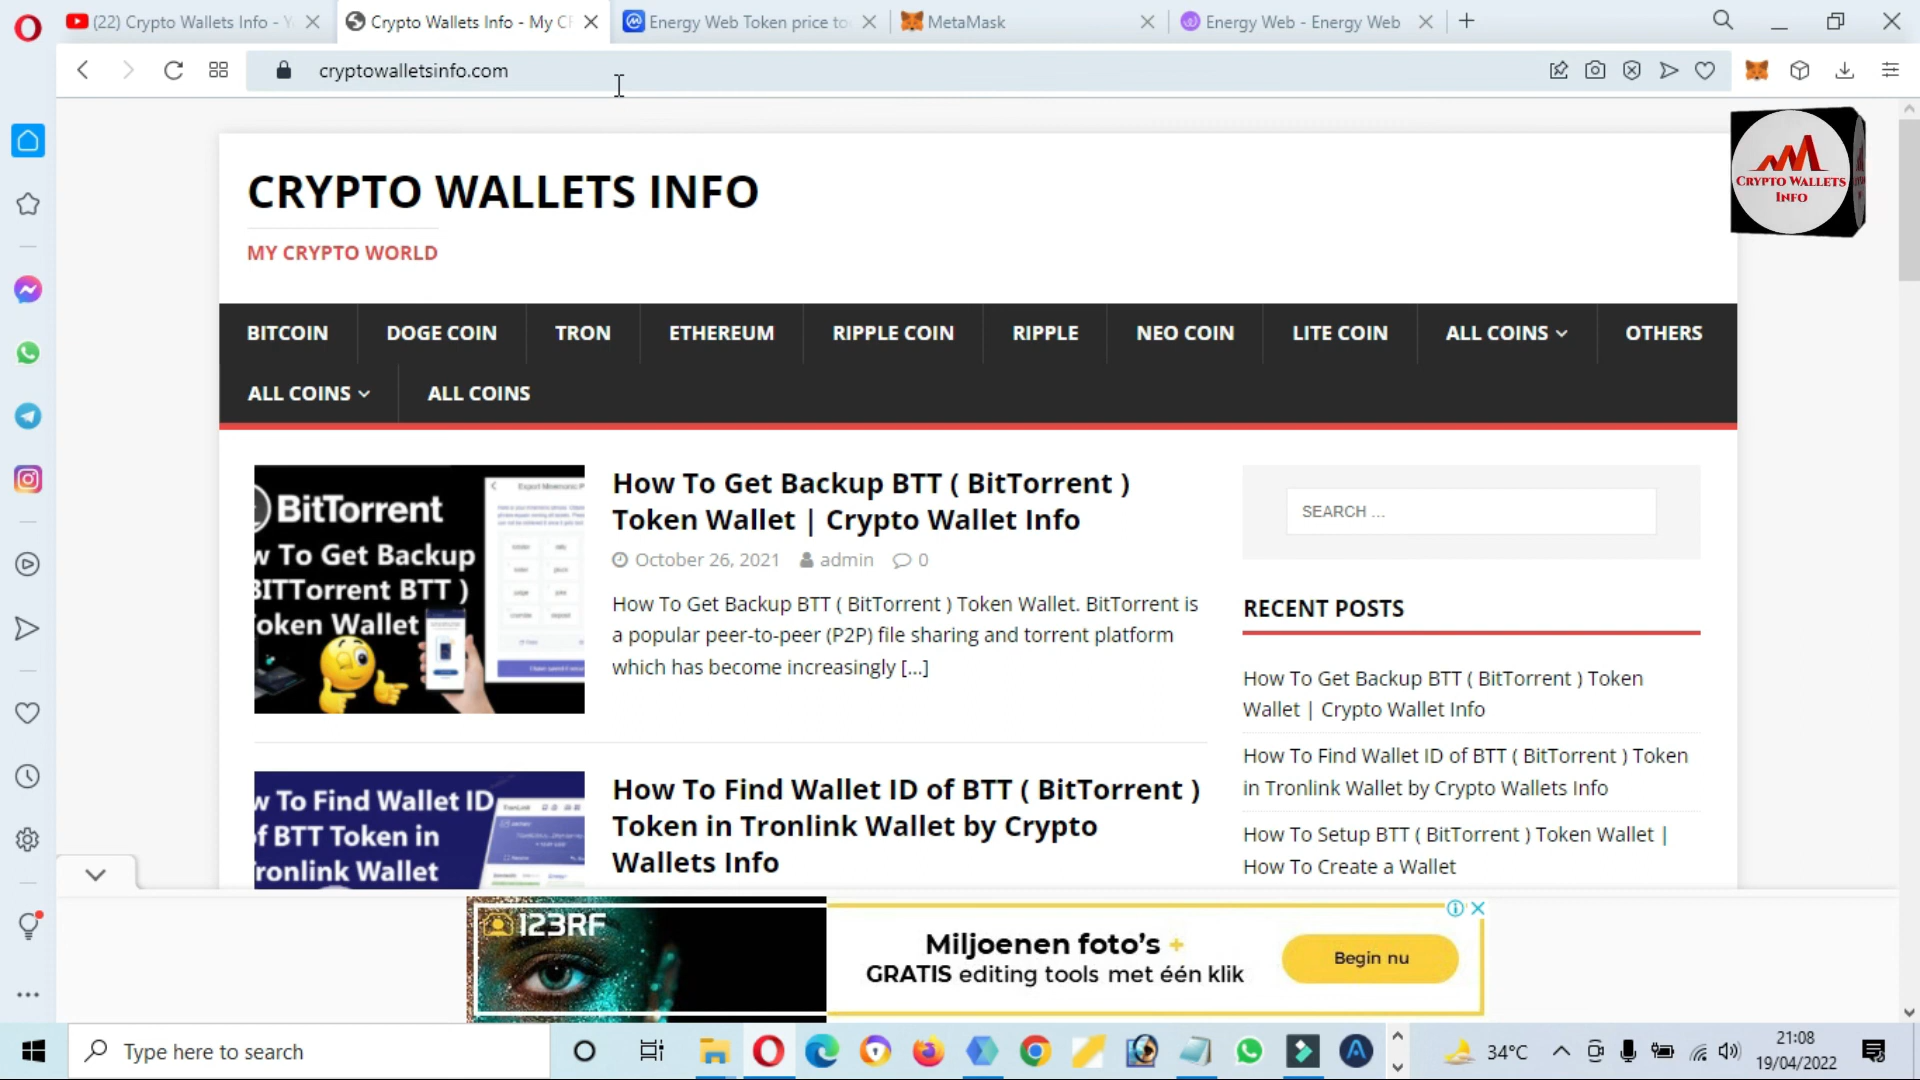 (22) Crypto Wallets Info - Y
Crypto Wallets Info - My C
Energy Web Token price to
MetaMask
Energy Web - Energy Web
cryptowalletsinfo.com
CRYPTO WALLETS INFO
MY CRYPTO WORLD
CRYPTO WALLETS
INFO
BITCOIN DOGE COIN TRON ETHEREUM RIPPLE COIN RIPPLE NEO COIN LITE COIN ALL COINS OTHERS
ALL COINS ALL COINS
BitTorrent
w To Get Backup
BITTorrent BTT )
oken Wallet
How To Get Backup BTT ( BitTorrent )
Token Wallet | Crypto Wallet Info
October 26, 2021 admin 0
How To Get Backup BTT ( BitTorrent ) Token Wallet. BitTorrent is
a popular peer-to-peer (P2P) file sharing and torrent platform
which has become increasingly [...]
SEARCH ...
RECENT POSTS
How To Get Backup BTT ( BitTorrent ) Token
Wallet | Crypto Wallet Info
How To Find Wallet ID of BTT ( BitTorrent ) Token
in Tronlink Wallet by Crypto Wallets Info
How To Setup BTT ( BitTorrent ) Token Wallet |
How To Create a Wallet
w To Find Wallet ID
of BTT Token in
ronlink Wallet
How To Find Wallet ID of BTT ( BitTorrent )
Token in Tronlink Wallet by Crypto
Wallets Info
123RF
Miljoenen foto's +
GRATIS editing tools met één klik
Begin nu
Type here to search
34°C
21:08
19/04/2022